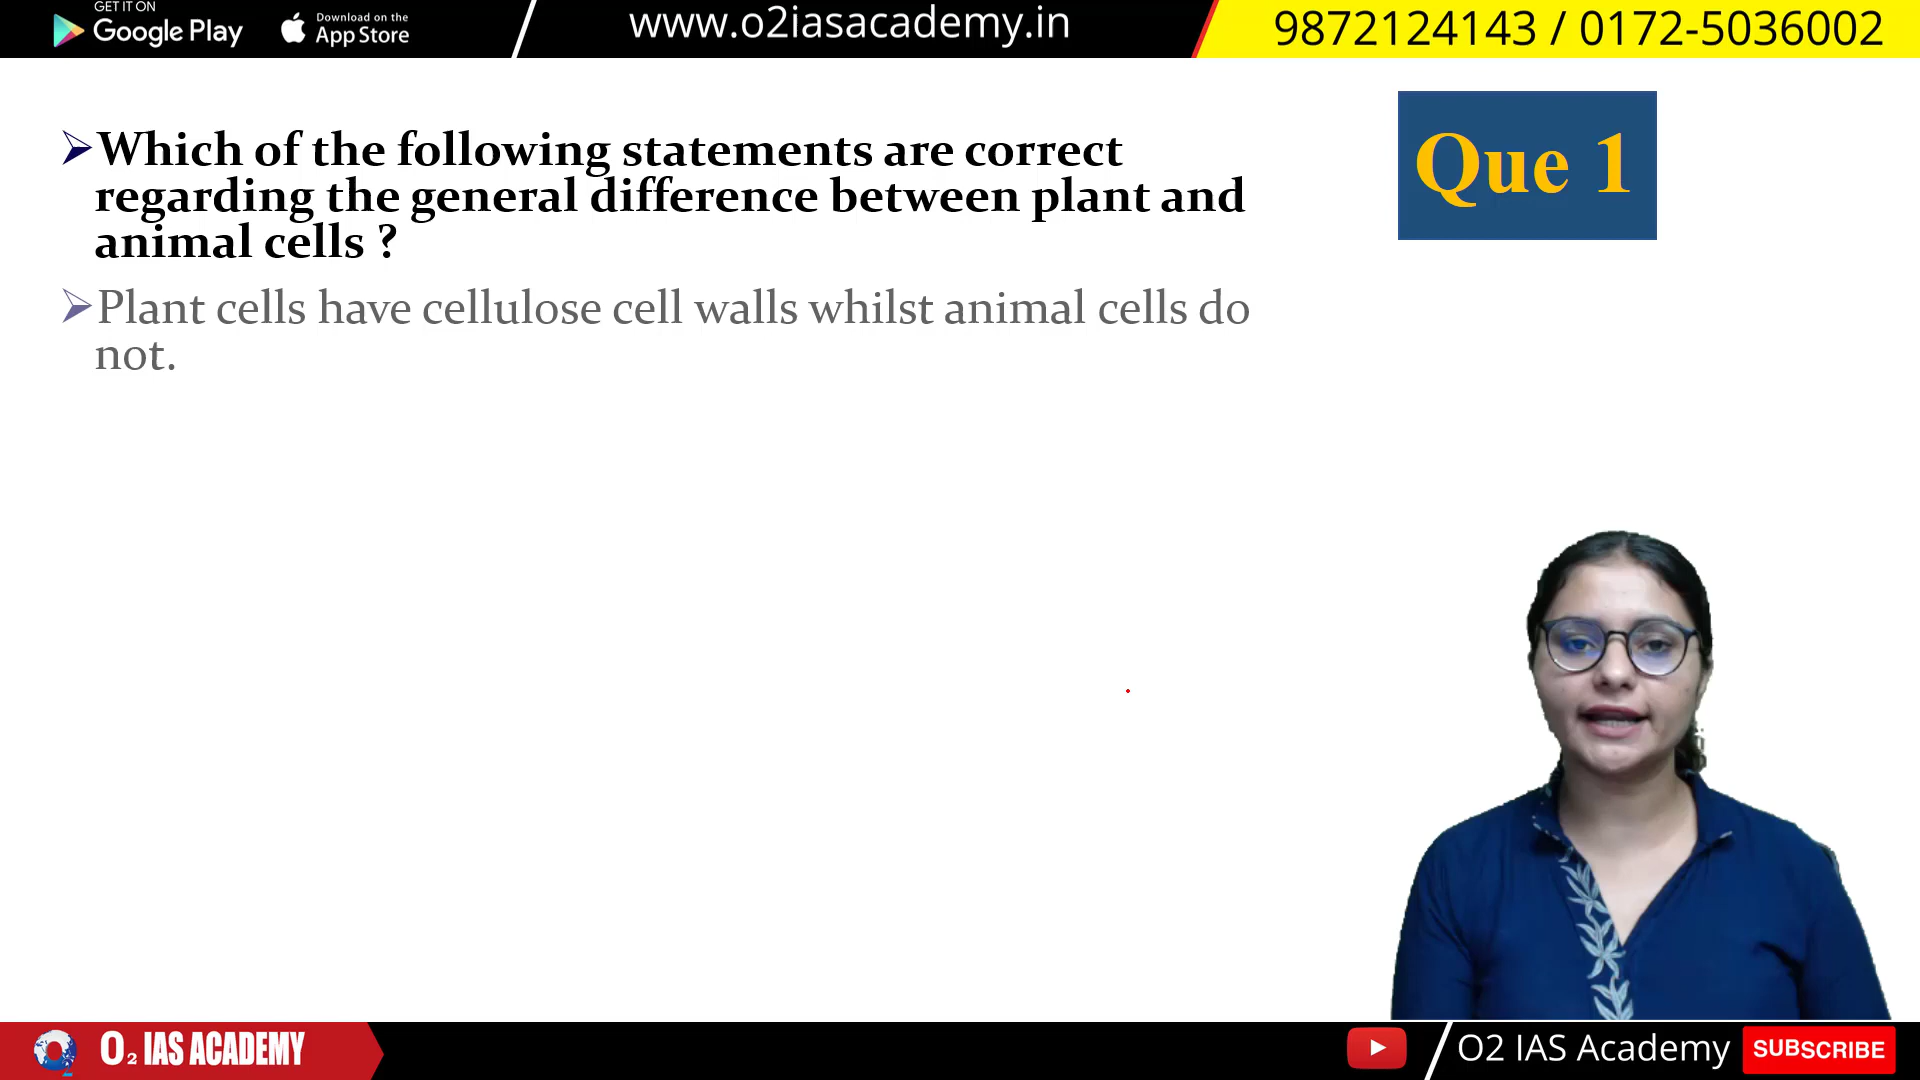 GET IT ON
Google Play
Download on the
App Store
www.o2iasacademy.in
9872124143 / 0172-5036002
Que 1
➢Which of the following statements are correct
regarding the general difference between plant and
animal cells ?
➢Plant cells have cellulose cell walls whilst animal cells do
not.
O₂ IAS ACADEMY
O2 IAS Academy
SUBSCRIBE